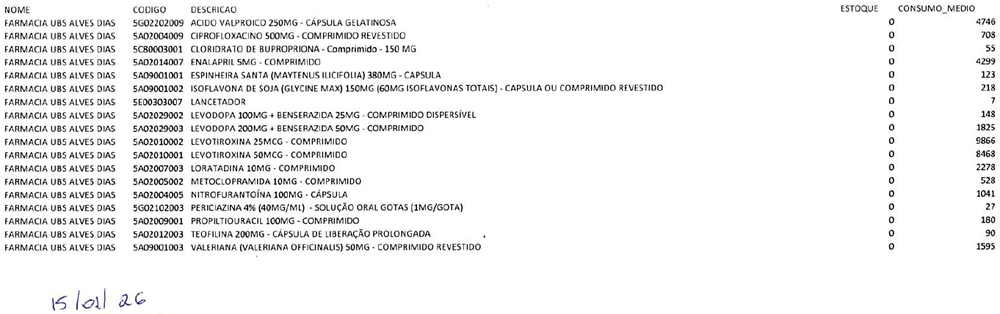 NOME CODIGO DESCRICAO ESTOQUE CONSUMO_MEDIO
FARMACIA UBS ALVES DIAS 5G02202009 ACIDO VALPROICO 250MG - CÁPSULA GELATINOSA 0 4746
FARMACIA UBS ALVES DIAS 5A02004009 CIPROFLOXACINO 500MG - COMPRIMIDO REVESTIDO 0 708
FARMACIA UBS ALVES DIAS 5C80003001 CLORIDRATO DE BUPROPRIONA - Comprimido - 150 MG 0 55
FARMACIA UBS ALVES DIAS 5A02014007 ENALAPRIL 5MG - COMPRIMIDO 0 4299
FARMACIA UBS ALVES DIAS 5A09001001 ESPINHEIRA SANTA (MAYTENUS ILICIFOLIA) 380MG - CAPSULA 0 123
FARMACIA UBS ALVES DIAS 5A09001002 ISOFLAVONA DE SOJA (GLYCINE MAX) 150MG (60MG ISOFLAVONAS TOTAIS) - CAPSULA OU COMPRIMIDO REVESTIDO 0 218
FARMACIA UBS ALVES DIAS 5E00303007 LANCETADOR 0 7
FARMACIA UBS ALVES DIAS 5A02029002 LEVODOPA 100MG + BENSERAZIDA 25MG - COMPRIMIDO DISPERSÍVEL 0 148
FARMACIA UBS ALVES DIAS 5A02029003 LEVODOPA 200MG + BENSERAZIDA 50MG - COMPRIMIDO 0 1825
FARMACIA UBS ALVES DIAS 5A02010002 LEVOTIROXINA 25MCG - COMPRIMIDO 0 9866
FARMACIA UBS ALVES DIAS 5A02010001 LEVOTIROXINA 50MCG - COMPRIMIDO 0 8468
FARMACIA UBS ALVES DIAS 5A02007003 LORATADINA 10MG - COMPRIMIDO 0 2278
FARMACIA UBS ALVES DIAS 5A02005002 METOCLOPRAMIDA 10MG - COMPRIMIDO 0 528
FARMACIA UBS ALVES DIAS 5A02004005 NITROFURANTOÍNA 100MG - CÁPSULA 0 1041
FARMACIA UBS ALVES DIAS 5G02102003 PERICIAZINA 4% (40MG/ML) - SOLUÇÃO ORAL GOTAS (1MG/GOTA) 0 27
FARMACIA UBS ALVES DIAS 5A02009001 PROPILTIOURACIL 100MG - COMPRIMIDO 0 180
FARMACIA UBS ALVES DIAS 5A02012003 TEOFILINA 200MG - CÁPSULA DE LIBERAÇÃO PROLONGADA 0 90
FARMACIA UBS ALVES DIAS 5A09001003 VALERIANA (VALERIANA OFFICINALIS) 50MG - COMPRIMIDO REVESTIDO 0 1595
15/01/26